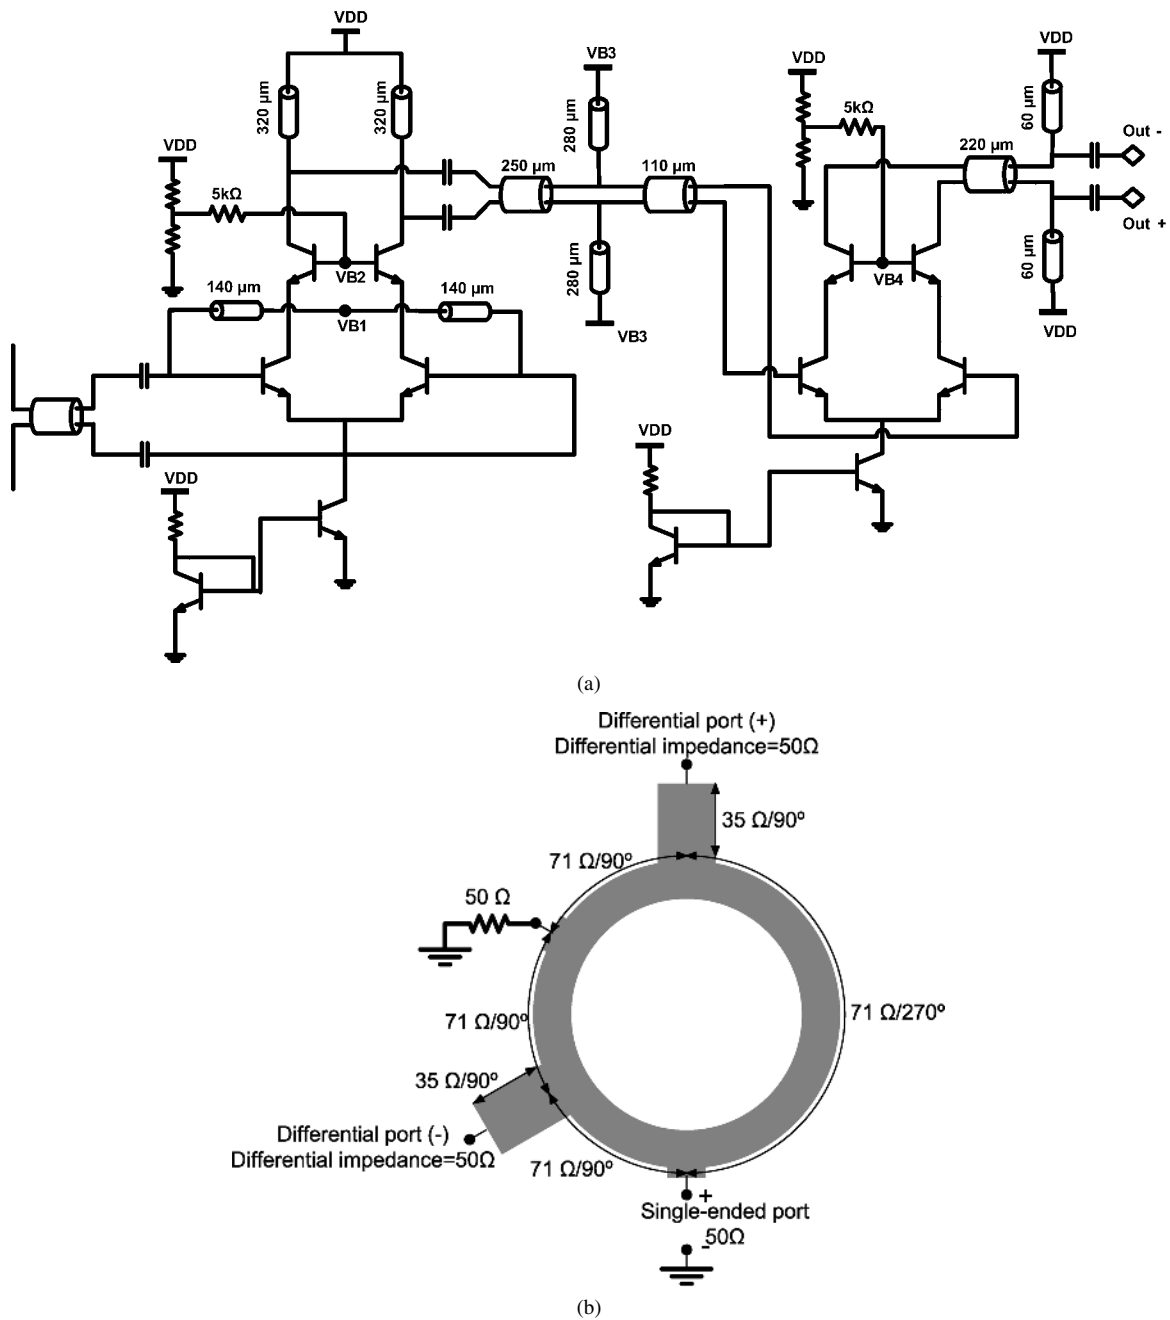 VDD
320 µm
320 µm
VDD
5kΩ
VB2
140 µm
140 µm
VB1
VDD
VB3
280 µm
250 µm
110 µm
280 µm
VB3
VDD
5kΩ
VB4
VDD
60 µm
220 µm
Out -
Out +
60 µm
VDD
VDD
(a)
Differential port (+)
Differential impedance=50Ω
35 Ω/90º
71 Ω/90º
50 Ω
71 Ω/90º
71 Ω/270º
35 Ω/90º
Differential port (-)
Differential impedance=50Ω
71 Ω/90º
+
Single-ended port
-50Ω
(b)